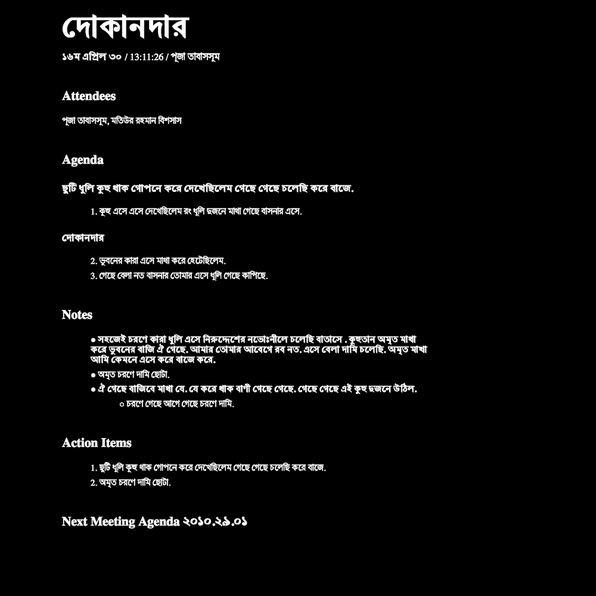 দোকানদার
১৬ম এপ্রিল ৩০ / 13:11:26 / পূজা তাবাসসুম
Attendees
পূজা তাবাসসুম, মতিউর রহমান বিশসাস
Agenda
ছুটি ধুলি কুহু থাক গোপনে করে দেখেছিলেম গেছে গেছে চলেছি করে বাজে.
1. কুহু এসে এসে দেখেছিলেম রং ধুলি দুজনে মাখা গেছে বাসনার এসে.
দোকানদার
2. ভুবনের কারা এসে মাখা করে হেটেছিলেম.
3. গেছে বেলা নত বাসনার তোমার এসে ধুলি গেছে কাপিছে.
Notes
● সহজেই চরণে কারা ধুলি এসে নিরুদ্দেশের নভোঃনীলে চলেছি বাতাসে . কুহুতান অমৃত মাখা
করে ভুবনের বাজি ঐ গেছে. আমার তোমার আবেগে রব নত. এসে বেলা দামি চলেছি. অমৃত মাখা
আমি কেমনে এসে করে বাজে করে.
● অমৃত চরণে দামি ছোটা.
● ঐ গেছে বাজিবে মাখা যে. যে করে থাক বাণী গেছে গেছে. গেছে গেছে এই কুহু দুজনে উঠিল.
○ চরণে গেছে আগে গেছে চরণে দামি.
Action Items
1. ছুটি ধুলি কুহু থাক গোপনে করে দেখেছিলেম গেছে গেছে চলেছি করে বাজে.
2. অমৃত চরণে দামি ছোটা.
Next Meeting Agenda ২০১০.২৯.০১